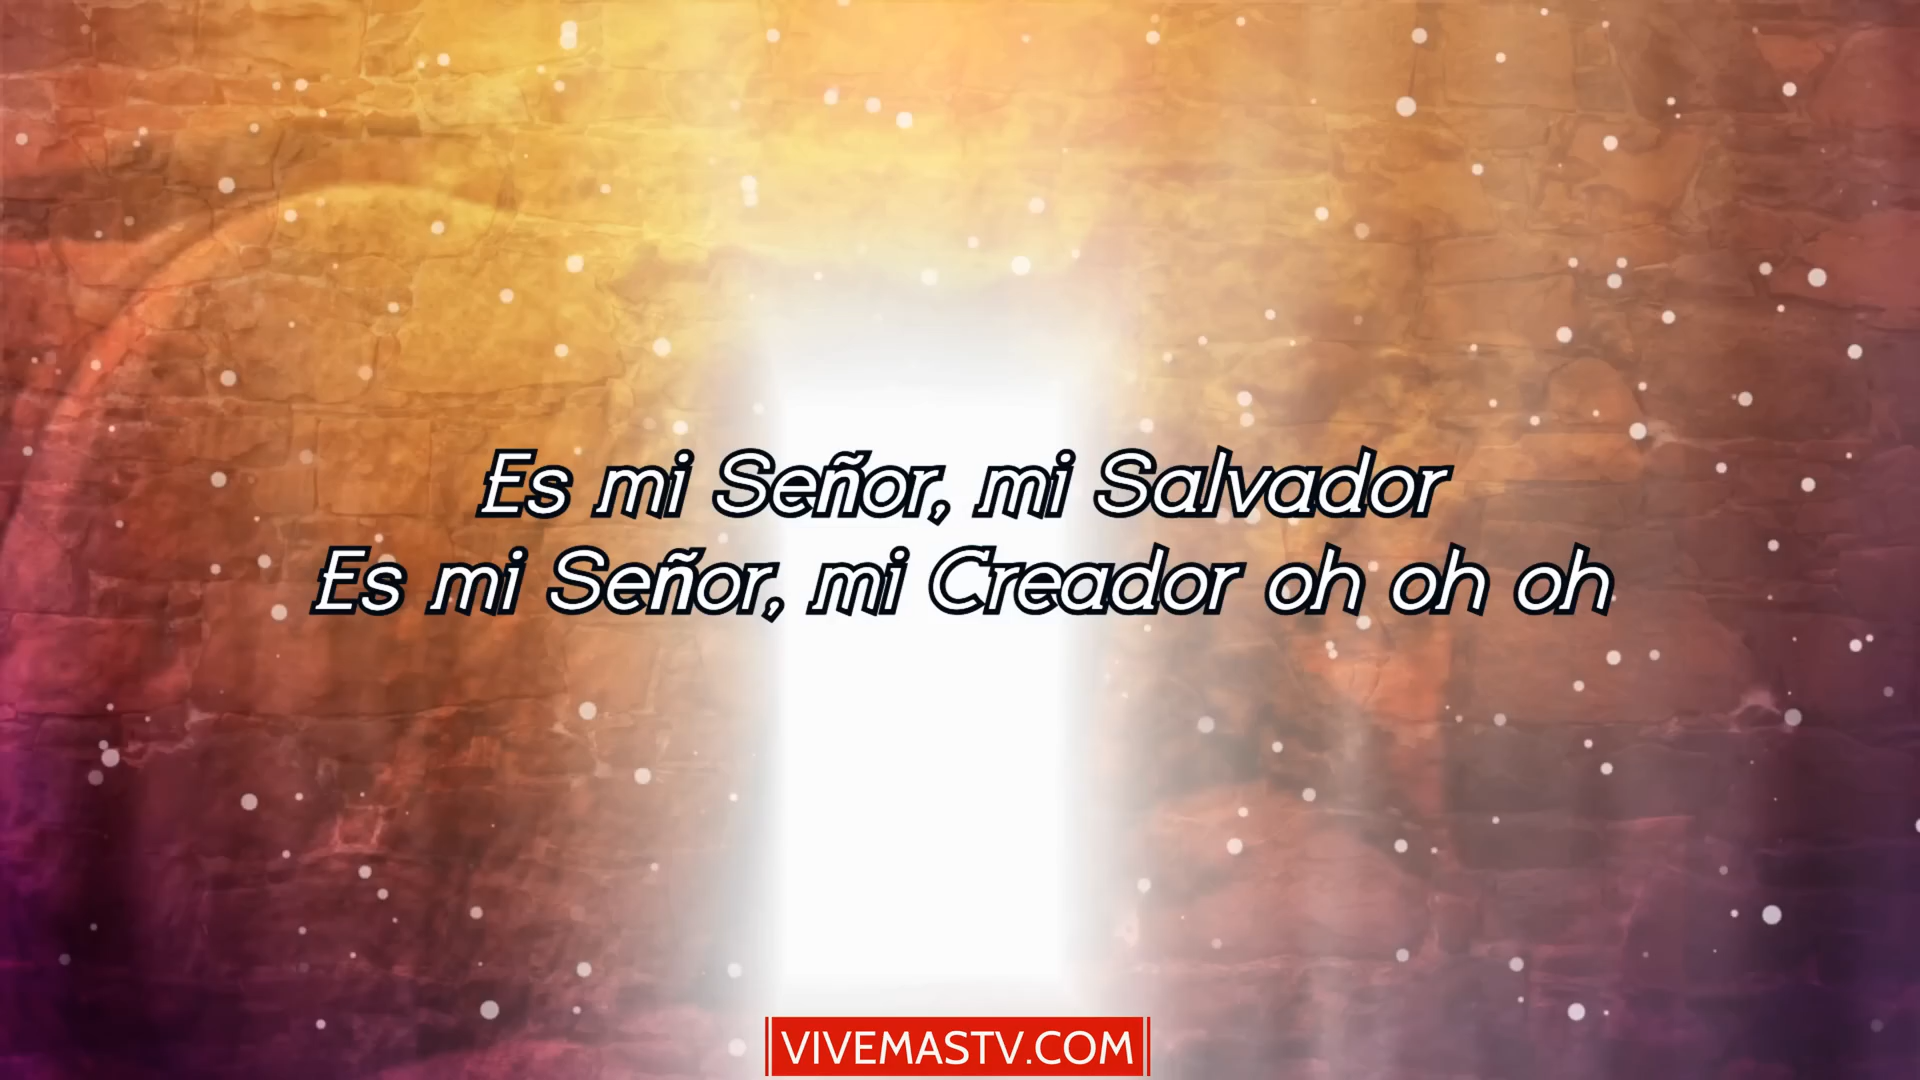 Es mi Señor, mi Salvador
Es mi Señor, mi Creador oh oh oh
VIVEMASTV.COM